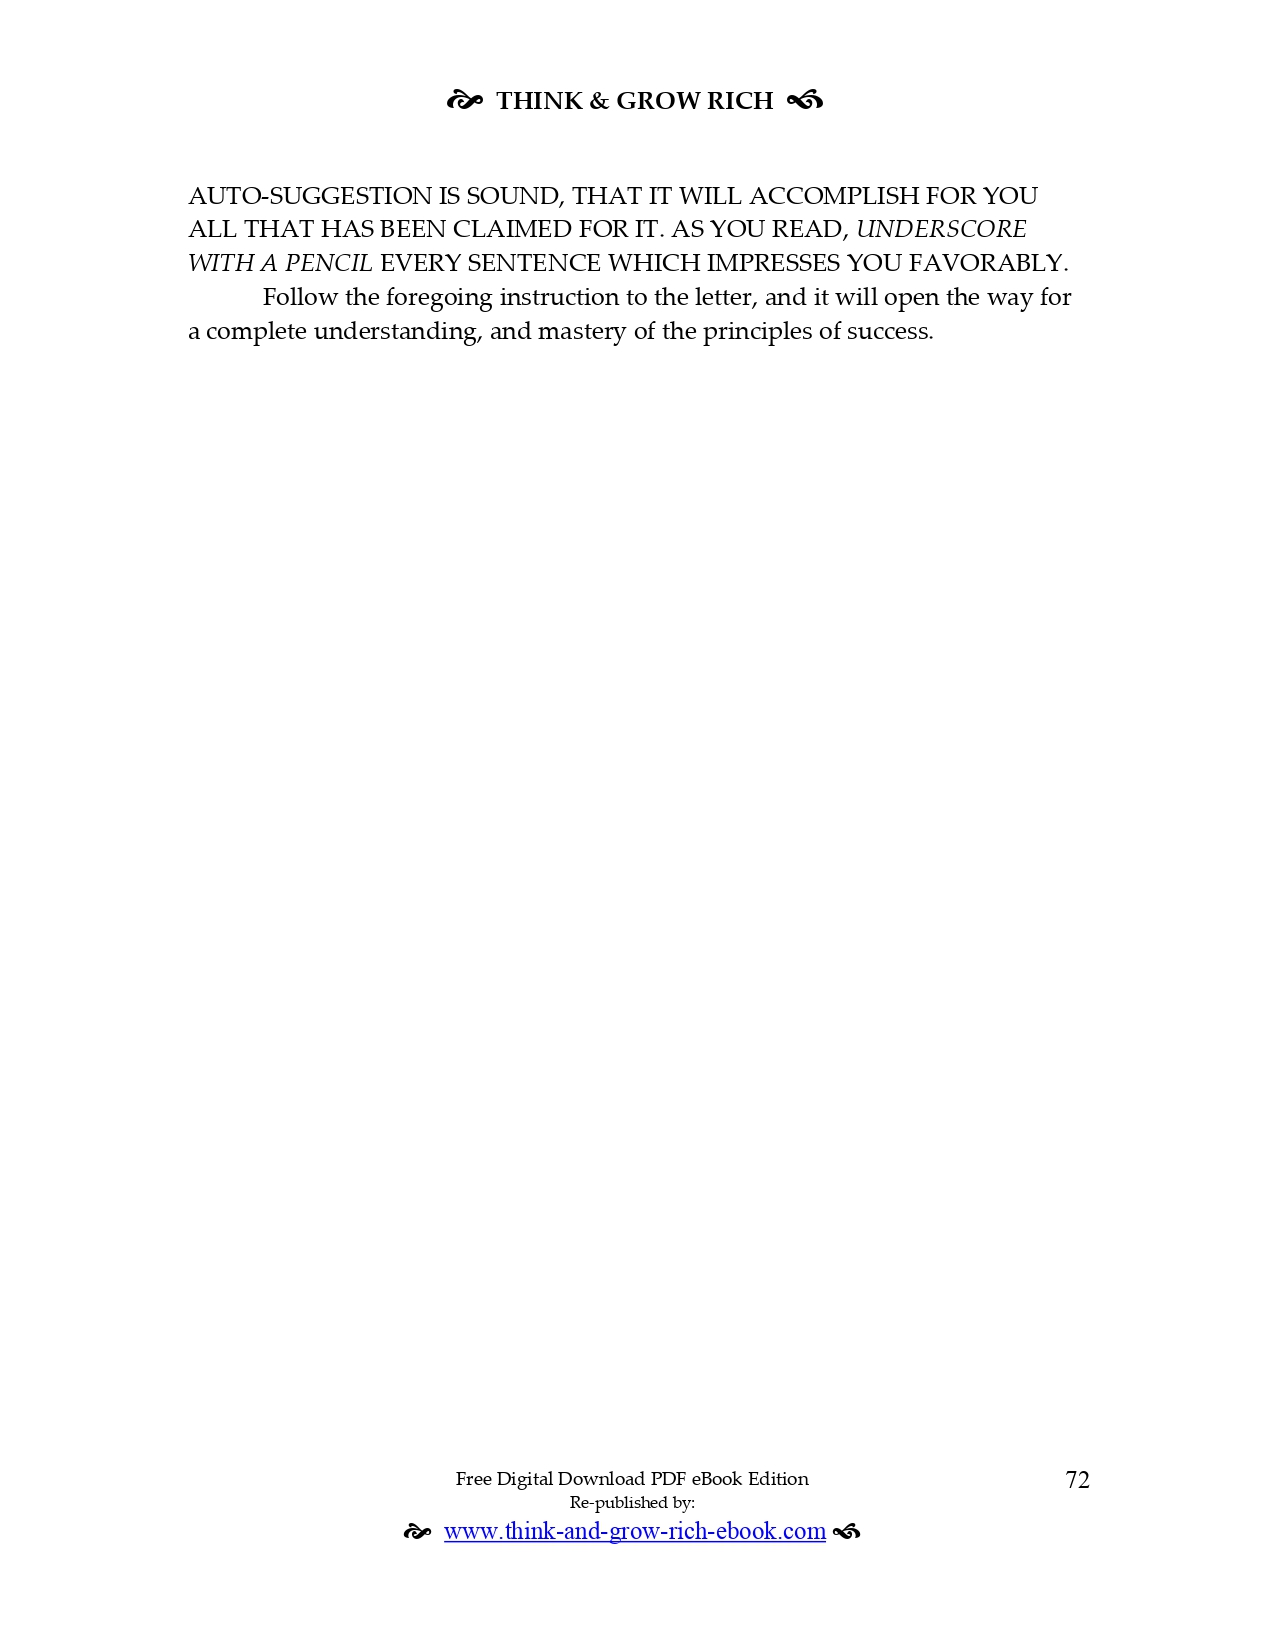 THINK & GROW RICH
AUTO-SUGGESTION IS SOUND, THAT IT WILL ACCOMPLISH FOR YOU
ALL THAT HAS BEEN CLAIMED FOR IT. AS YOU READ, UNDERSCORE
WITH A PENCIL EVERY SENTENCE WHICH IMPRESSES YOU FAVORABLY.
Follow the foregoing instruction to the letter, and it will open the way for
a complete understanding, and mastery of the principles of success.
Free Digital Download PDF eBook Edition
72
Re-published by:
www.think-and-grow-rich-ebook.com